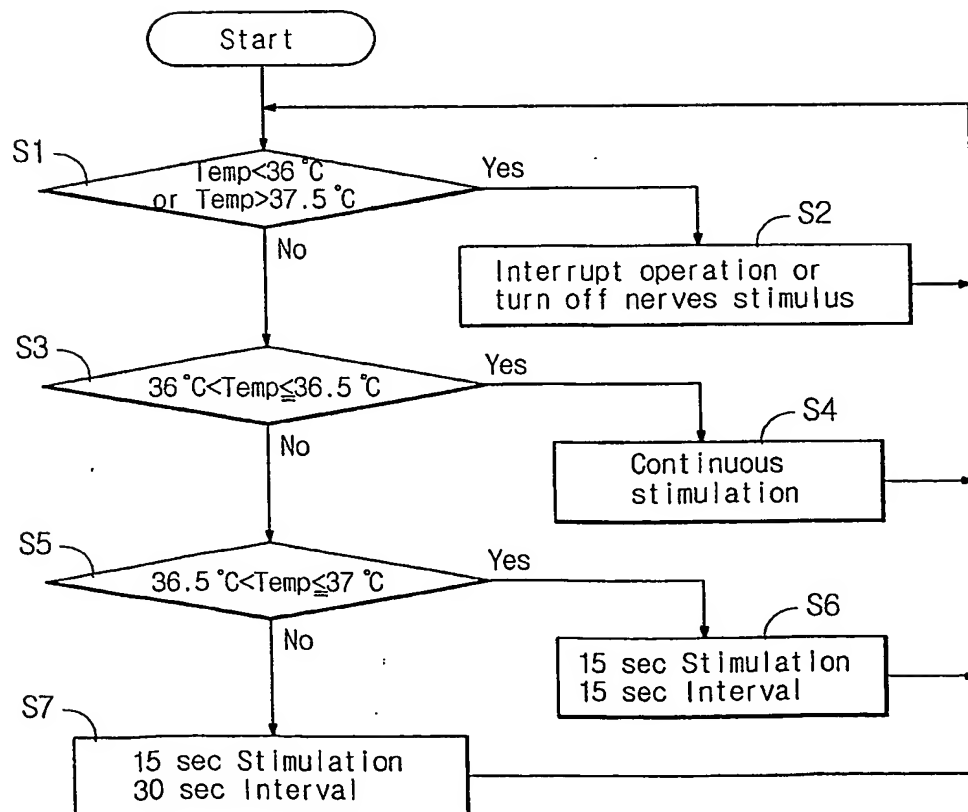 Start
S1
Temp<36°C
or Temp>37.5°C
Yes
No
S2
Interrupt operation or
turn off nerves stimulus
S3
36°C<Temp≦36.5°C
Yes
No
S4
Continuous
stimulation
S5
36.5°C<Temp≦37°C
Yes
No
S6
15 sec Stimulation
15 sec Interval
S7
15 sec Stimulation
30 sec Interval